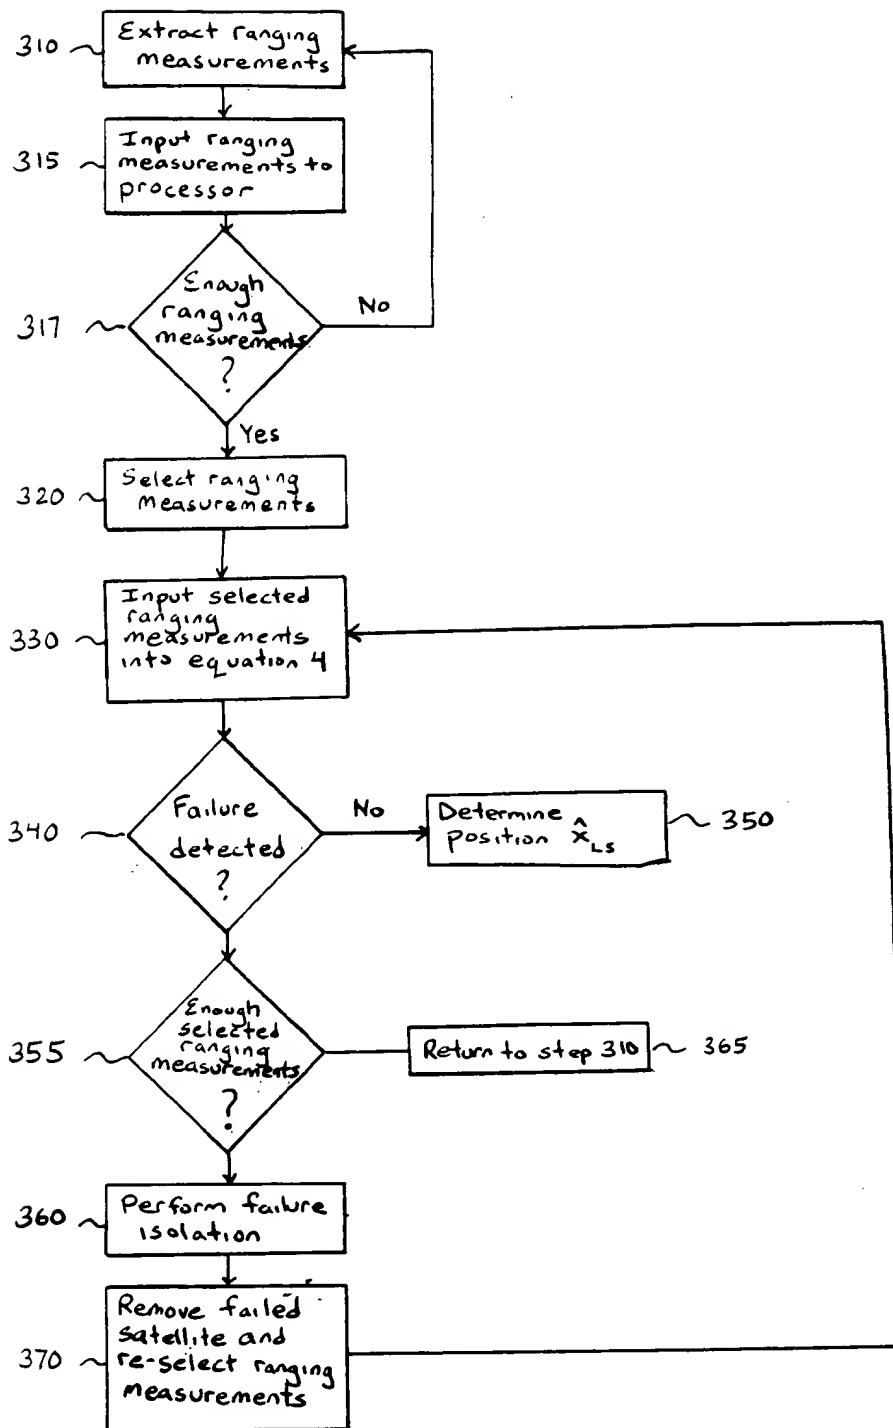 310
Extract ranging
measurements
315
Input ranging
measurements to
processor
317
Enough
ranging
measurements
?
No
Yes
320
Select ranging
measurements
330
Input selected
ranging
measurements
into equation 4
340
Failure
detected
?
No
Determine
position x̂LS
350
355
Enough
selected
ranging
measurements
?
Return to step 310
365
360
Perform failure
isolation
370
Remove failed
satellite and
re-select ranging
measurements